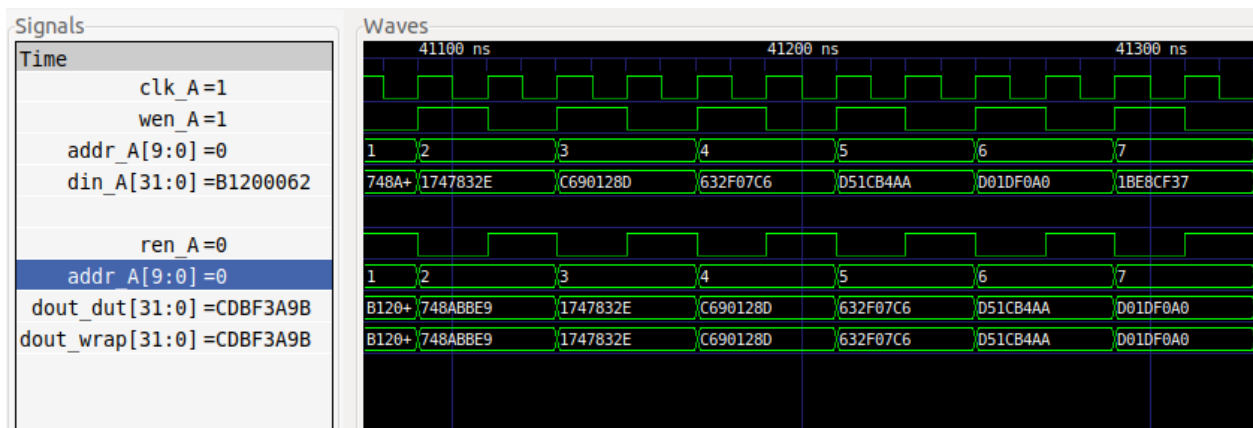 Signals
Waves
Time
41100 ns 41200 ns 41300 ns
clk_A=1
wen_A=1
addr_A[9:0]=0 1 2 3 4 5 6 7
din_A[31:0]=B1200062 748A+ 1747832E C690128D 632F07C6 D51CB4AA D01DF0A0 1BE8CF37
ren_A=0
addr_A[9:0]=0 1 2 3 4 5 6 7
dout_dut[31:0]=CDBF3A9B B120+ 748ABBE9 1747832E C690128D 632F07C6 D51CB4AA D01DF0A0
dout_wrap[31:0]=CDBF3A9B B120+ 748ABBE9 1747832E C690128D 632F07C6 D51CB4AA D01DF0A0